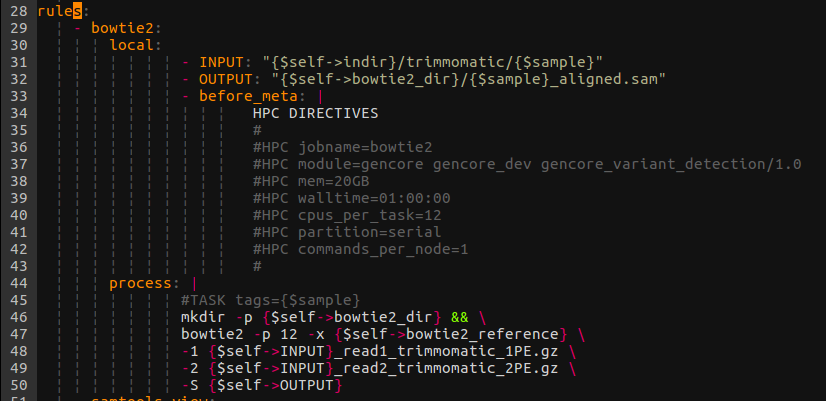 28 rules:
29 - bowtie2:
30 local:
31 - INPUT: "{$self->indir}/trimmomatic/{$sample}"
32 - OUTPUT: "{$self->bowtie2_dir}/{$sample}_aligned.sam"
33 - before_meta: |
34 HPC DIRECTIVES
35 #
36 #HPC jobname=bowtie2
37 #HPC module=gencore gencore_dev gencore_variant_detection/1.0
38 #HPC mem=20GB
39 #HPC walltime=01:00:00
40 #HPC cpus_per_task=12
41 #HPC partition=serial
42 #HPC commands_per_node=1
43 #
44 process: |
45 #TASK tags={$sample}
46 mkdir -p {$self->bowtie2_dir} && \
47 bowtie2 -p 12 -x {$self->bowtie2_reference} \
48 -1 {$self->INPUT}_read1_trimmomatic_1PE.gz \
49 -2 {$self->INPUT}_read2_trimmomatic_2PE.gz \
50 -S {$self->OUTPUT}
51 - samtools_view: